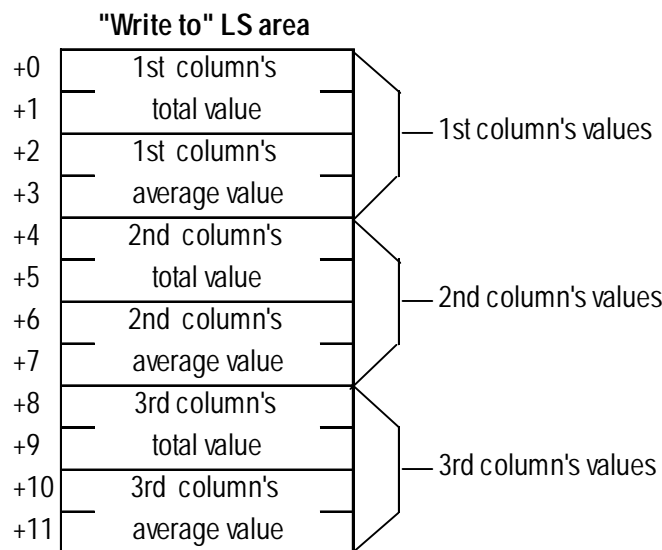 "Write to" LS area
+0 1st column's
+1 total value
1st column's values
+2 1st column's
+3 average value
+4 2nd column's
+5 total value
2nd column's values
+6 2nd column's
+7 average value
+8 3rd column's
+9 total value
3rd column's values
+10 3rd column's
+11 average value